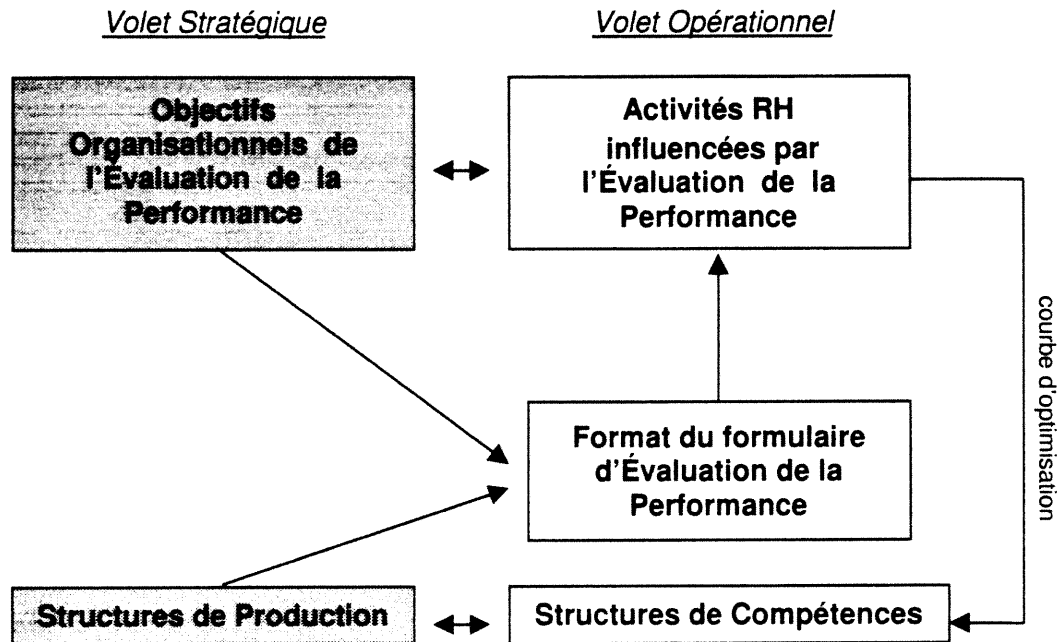 Volet Stratégique
Volet Opérationnel
Objectifs
Organisationnels de
l'Évaluation de la
Performance
Activités RH
influencées par
l'Évaluation de la
Performance
courbe d'optimisation
Format du formulaire
d'Évaluation de la
Performance
Structures de Production
Structures de Compétences